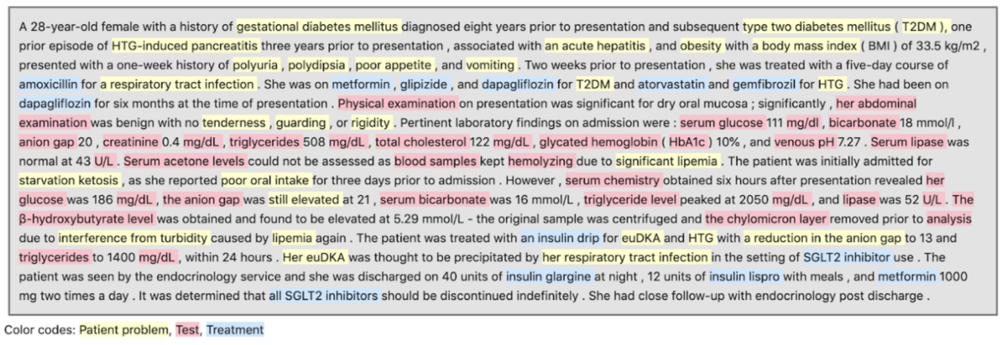 A 28-year-old female with a history of gestational diabetes mellitus diagnosed eight years prior to presentation and subsequent type two diabetes mellitus ( T2DM ), one
prior episode of HTG-induced pancreatitis three years prior to presentation , associated with an acute hepatitis , and obesity with a body mass index ( BMI ) of 33.5 kg/m2 ,
presented with a one-week history of polyuria , polydipsia , poor appetite , and vomiting . Two weeks prior to presentation , she was treated with a five-day course of
amoxicillin for a respiratory tract infection . She was on metformin , glipizide , and dapagliflozin for T2DM and atorvastatin and gemfibrozil for HTG . She had been on
dapagliflozin for six months at the time of presentation . Physical examination on presentation was significant for dry oral mucosa ; significantly , her abdominal
examination was benign with no tenderness , guarding , or rigidity . Pertinent laboratory findings on admission were : serum glucose 111 mg/dl , bicarbonate 18 mmol/l ,
anion gap 20 , creatinine 0.4 mg/dL , triglycerides 508 mg/dL , total cholesterol 122 mg/dL , glycated hemoglobin ( HbA1c ) 10% , and venous pH 7.27 . Serum lipase was
normal at 43 U/L . Serum acetone levels could not be assessed as blood samples kept hemolyzing due to significant lipemia . The patient was initially admitted for
starvation ketosis , as she reported poor oral intake for three days prior to admission . However , serum chemistry obtained six hours after presentation revealed her
glucose was 186 mg/dL , the anion gap was still elevated at 21 , serum bicarbonate was 16 mmol/L , triglyceride level peaked at 2050 mg/dL , and lipase was 52 U/L . The
β-hydroxybutyrate level was obtained and found to be elevated at 5.29 mmol/L - the original sample was centrifuged and the chylomicron layer removed prior to analysis
due to interference from turbidity caused by lipemia again . The patient was treated with an insulin drip for euDKA and HTG with a reduction in the anion gap to 13 and
triglycerides to 1400 mg/dL , within 24 hours . Her euDKA was thought to be precipitated by her respiratory tract infection in the setting of SGLT2 inhibitor use . The
patient was seen by the endocrinology service and she was discharged on 40 units of insulin glargine at night , 12 units of insulin lispro with meals , and metformin 1000
mg two times a day . It was determined that all SGLT2 inhibitors should be discontinued indefinitely . She had close follow-up with endocrinology post discharge .
Color codes: Patient problem, Test, Treatment